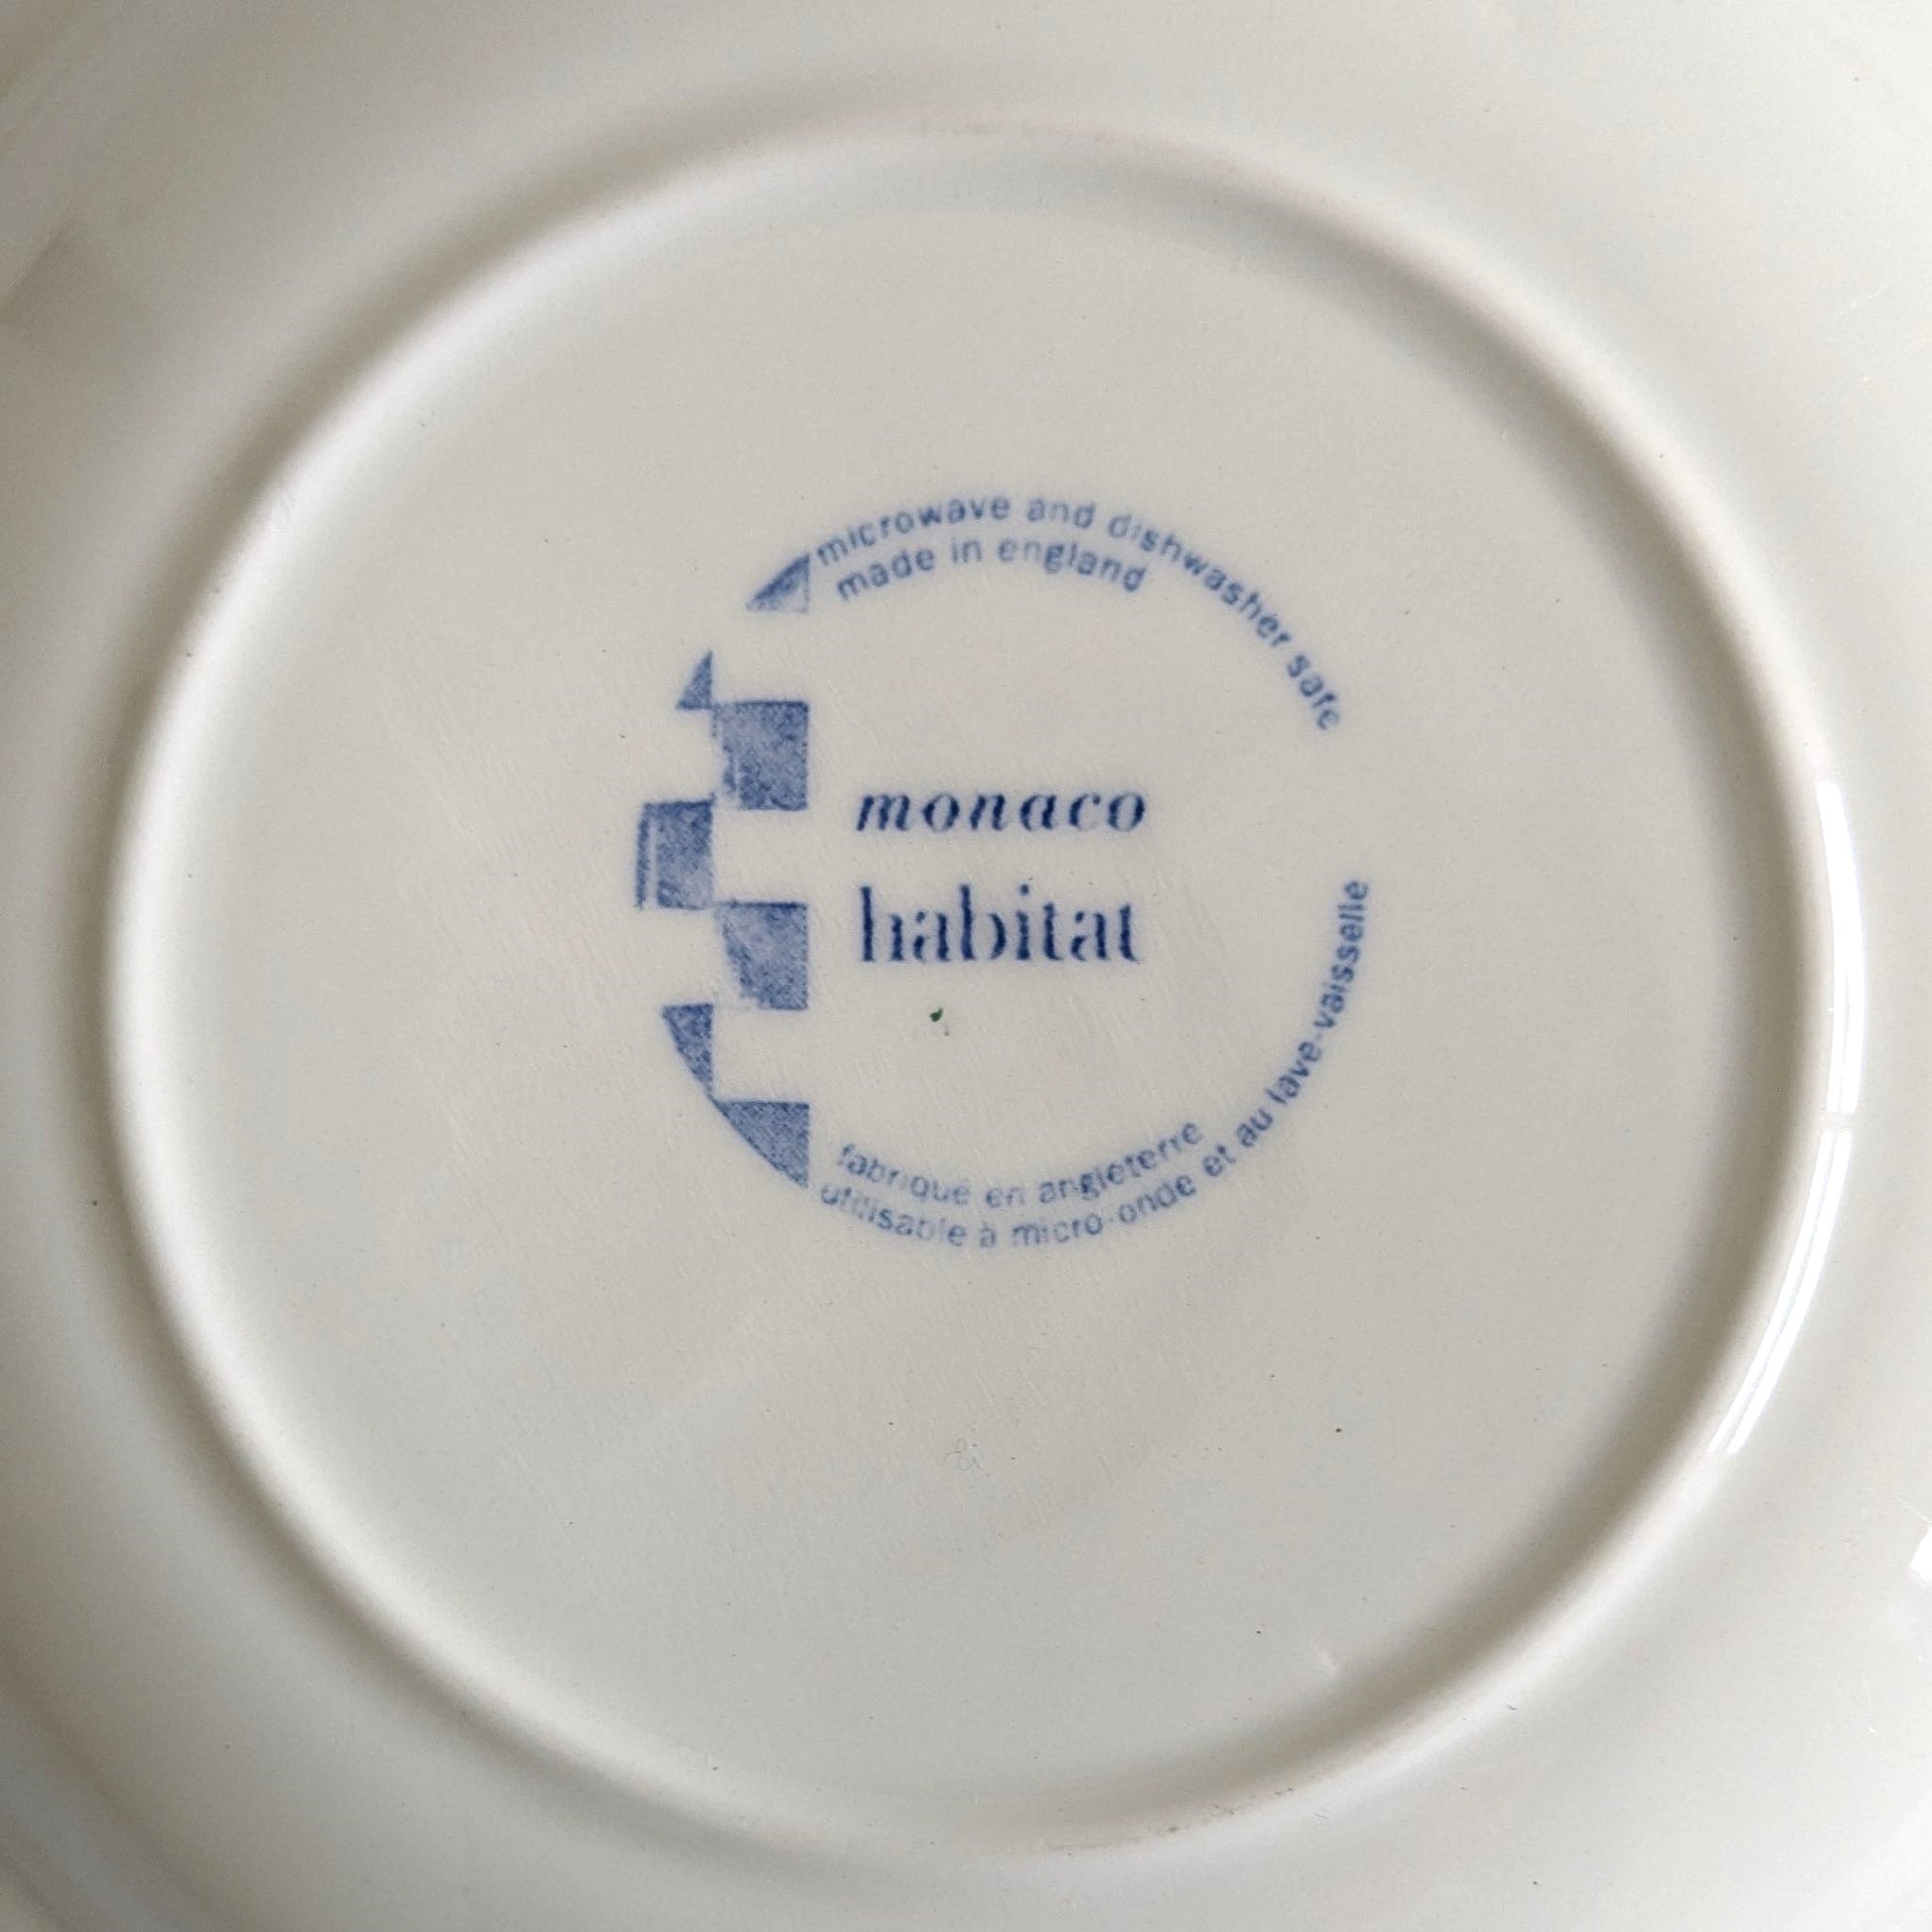 microwave and dishwasher safe
made in england
monaco
habitat
fabriqué en angleterre
utilisable à micro-onde et au lave-vaisselle